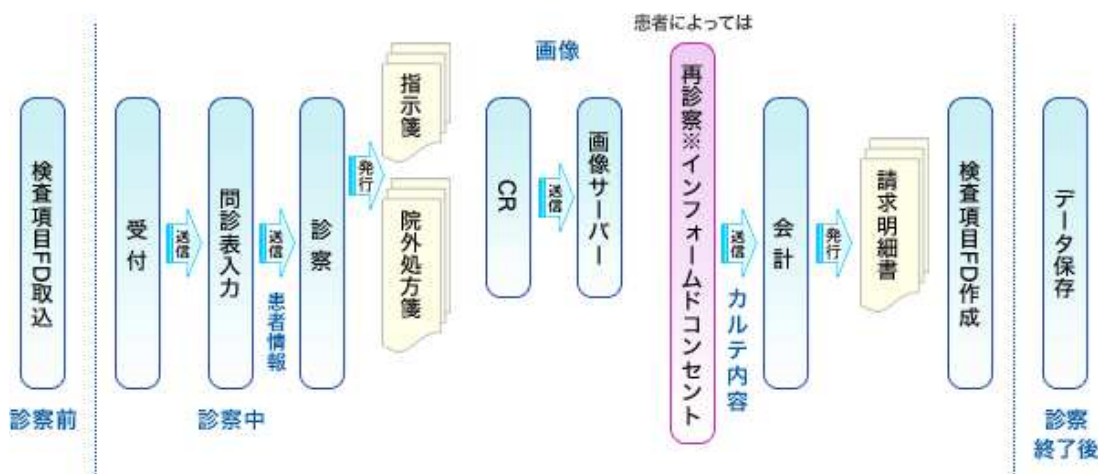 検査項目FD取込
診察前
受付
送信
問診表入力
診察中
送信
患者情報
診察
発行
指示箋
院外処方箋
画像
CR
送信
画像サーバー
患者によっては
再診察※インフォームドコンセント
送信
カルテ内容
会計
発行
請求明細書
検査項目FD作成
データ保存
診察
終了後